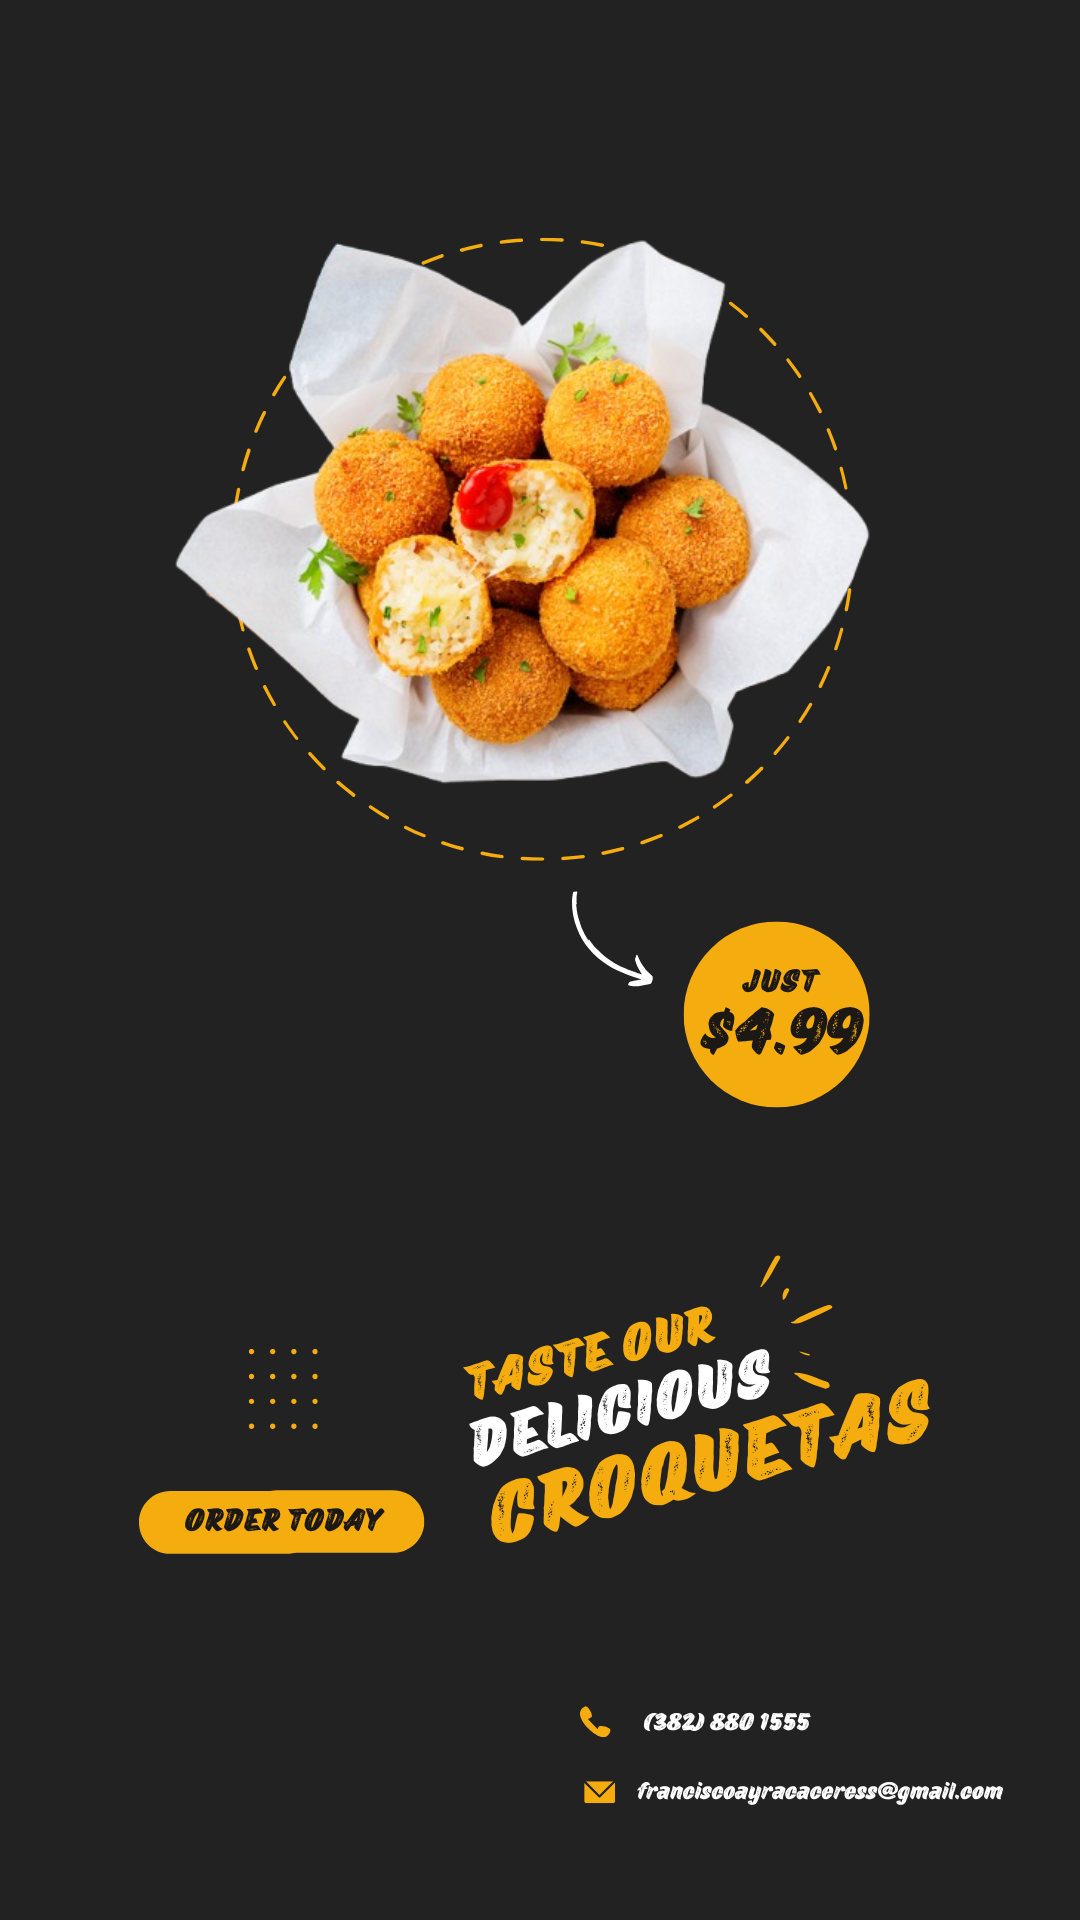 JUST
$4.99
TASTE OUR
DELICIOUS
CROQUETAS
ORDER TODAY
(382) 880 1555
franciscoayracaceress@gmail.com